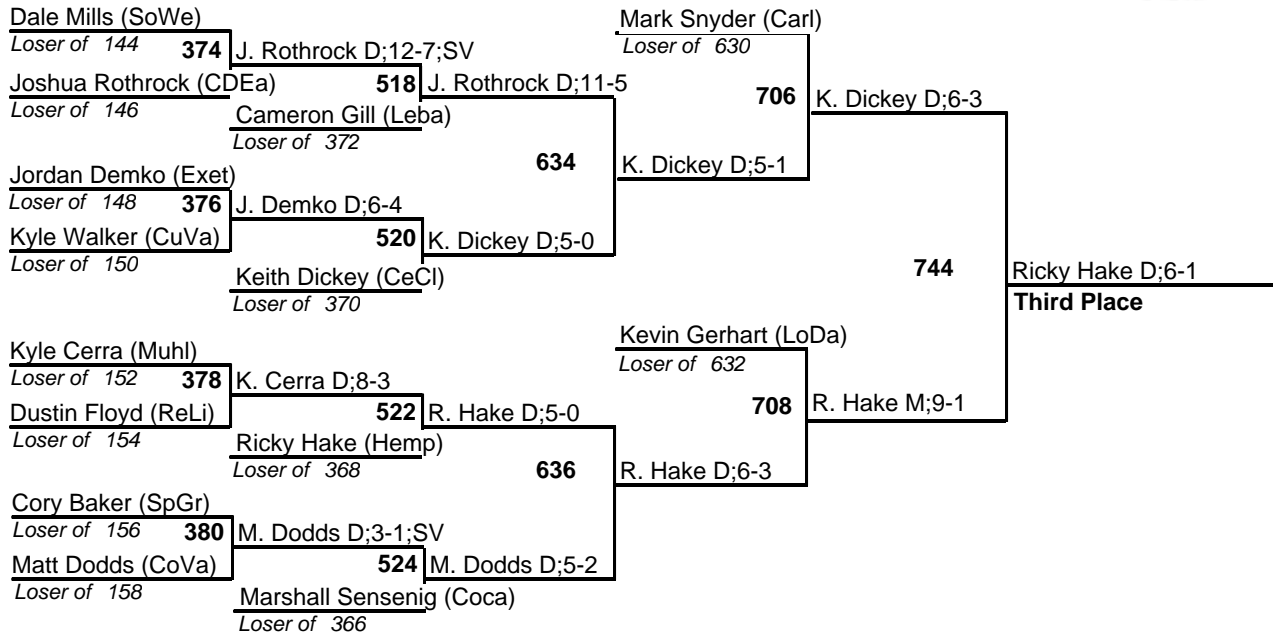 Dale Mills (SoWe)
Loser of 144
374
J. Rothrock D;12-7;SV
Joshua Rothrock (CDEa)
Loser of 146
518
J. Rothrock D;11-5
Cameron Gill (Leba)
Loser of 372
Jordan Demko (Exet)
Loser of 148
376
J. Demko D;6-4
Kyle Walker (CuVa)
Loser of 150
520
K. Dickey D;5-0
Keith Dickey (CeCl)
Loser of 370
634
K. Dickey D;5-1
Mark Snyder (Carl)
Loser of 630
706
K. Dickey D;6-3
Kyle Cerra (Muhl)
Loser of 152
378
K. Cerra D;8-3
Dustin Floyd (ReLi)
Loser of 154
522
R. Hake D;5-0
Ricky Hake (Hemp)
Loser of 368
Cory Baker (SpGr)
Loser of 156
380
M. Dodds D;3-1;SV
Matt Dodds (CoVa)
Loser of 158
524
M. Dodds D;5-2
Marshall Sensenig (Coca)
Loser of 366
636
R. Hake D;6-3
Kevin Gerhart (LoDa)
Loser of 632
708
R. Hake M;9-1
744
Ricky Hake D;6-1
Third Place